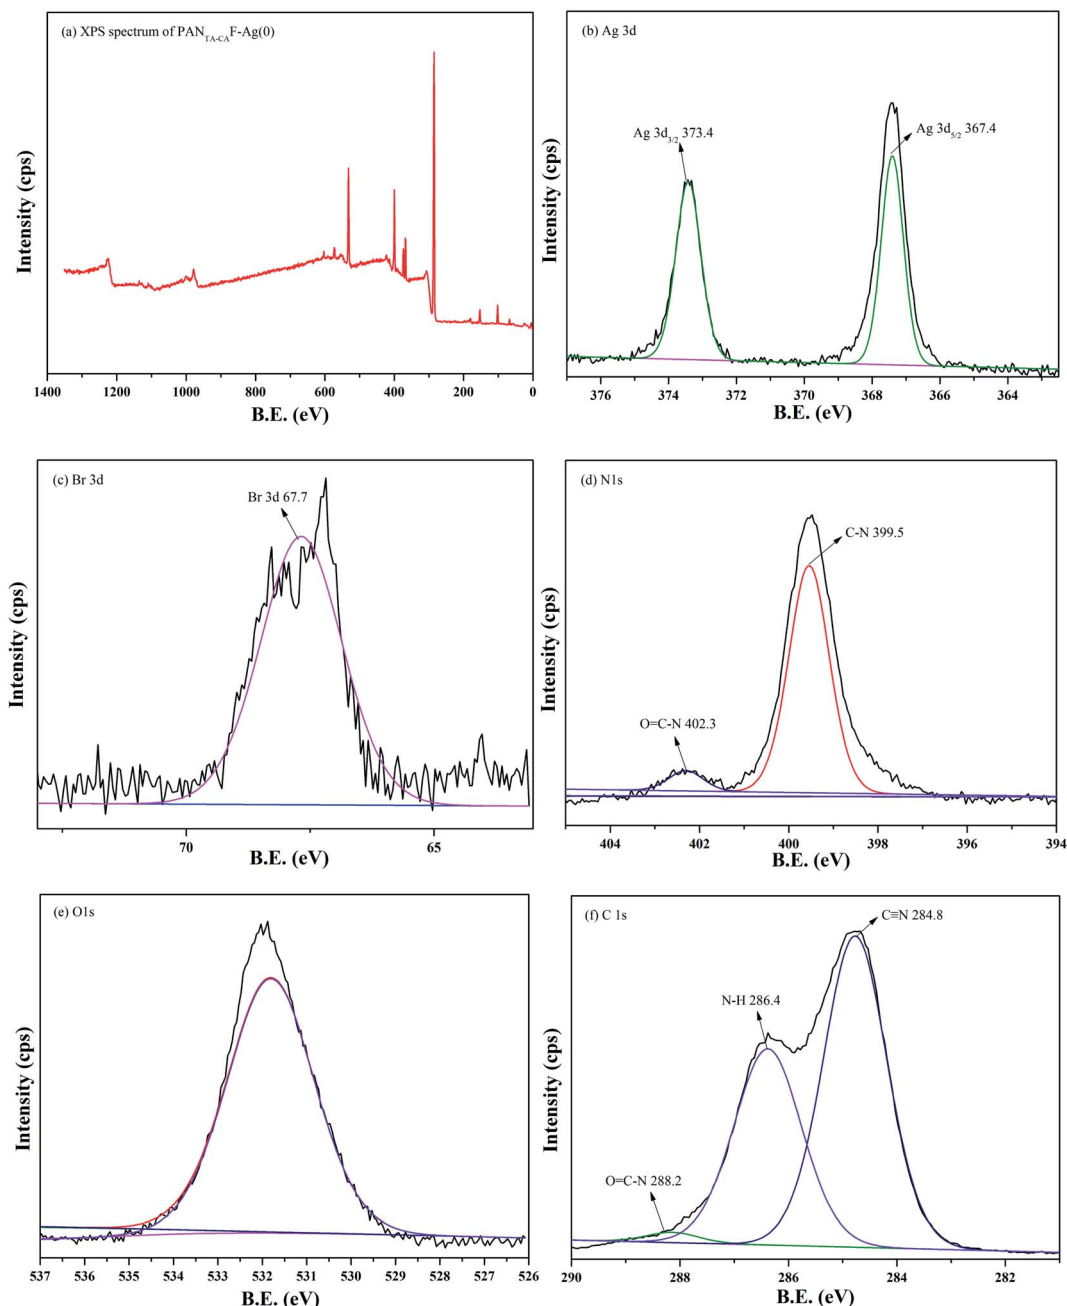 (a) XPS spectrum of PAN_TA-CA F-Ag(0)
Intensity (cps)
1400 1200 1000 800 600 400 200 0
B.E. (eV)
(b) Ag 3d
Ag 3d3/2 373.4
Ag 3d5/2 367.4
Intensity (cps)
376 374 372 370 368 366 364
B.E. (eV)
(c) Br 3d
Br 3d 67.7
Intensity (cps)
70 65
B.E. (eV)
(d) N1s
C-N 399.5
O=C-N 402.3
Intensity (cps)
404 402 400 398 396 394
B.E. (eV)
(e) O1s
Intensity (cps)
537 536 535 534 533 532 531 530 529 528 527 526
B.E. (eV)
(f) C 1s
C≡N 284.8
N-H 286.4
O=C-N 288.2
Intensity (cps)
290 288 286 284 282
B.E. (eV)